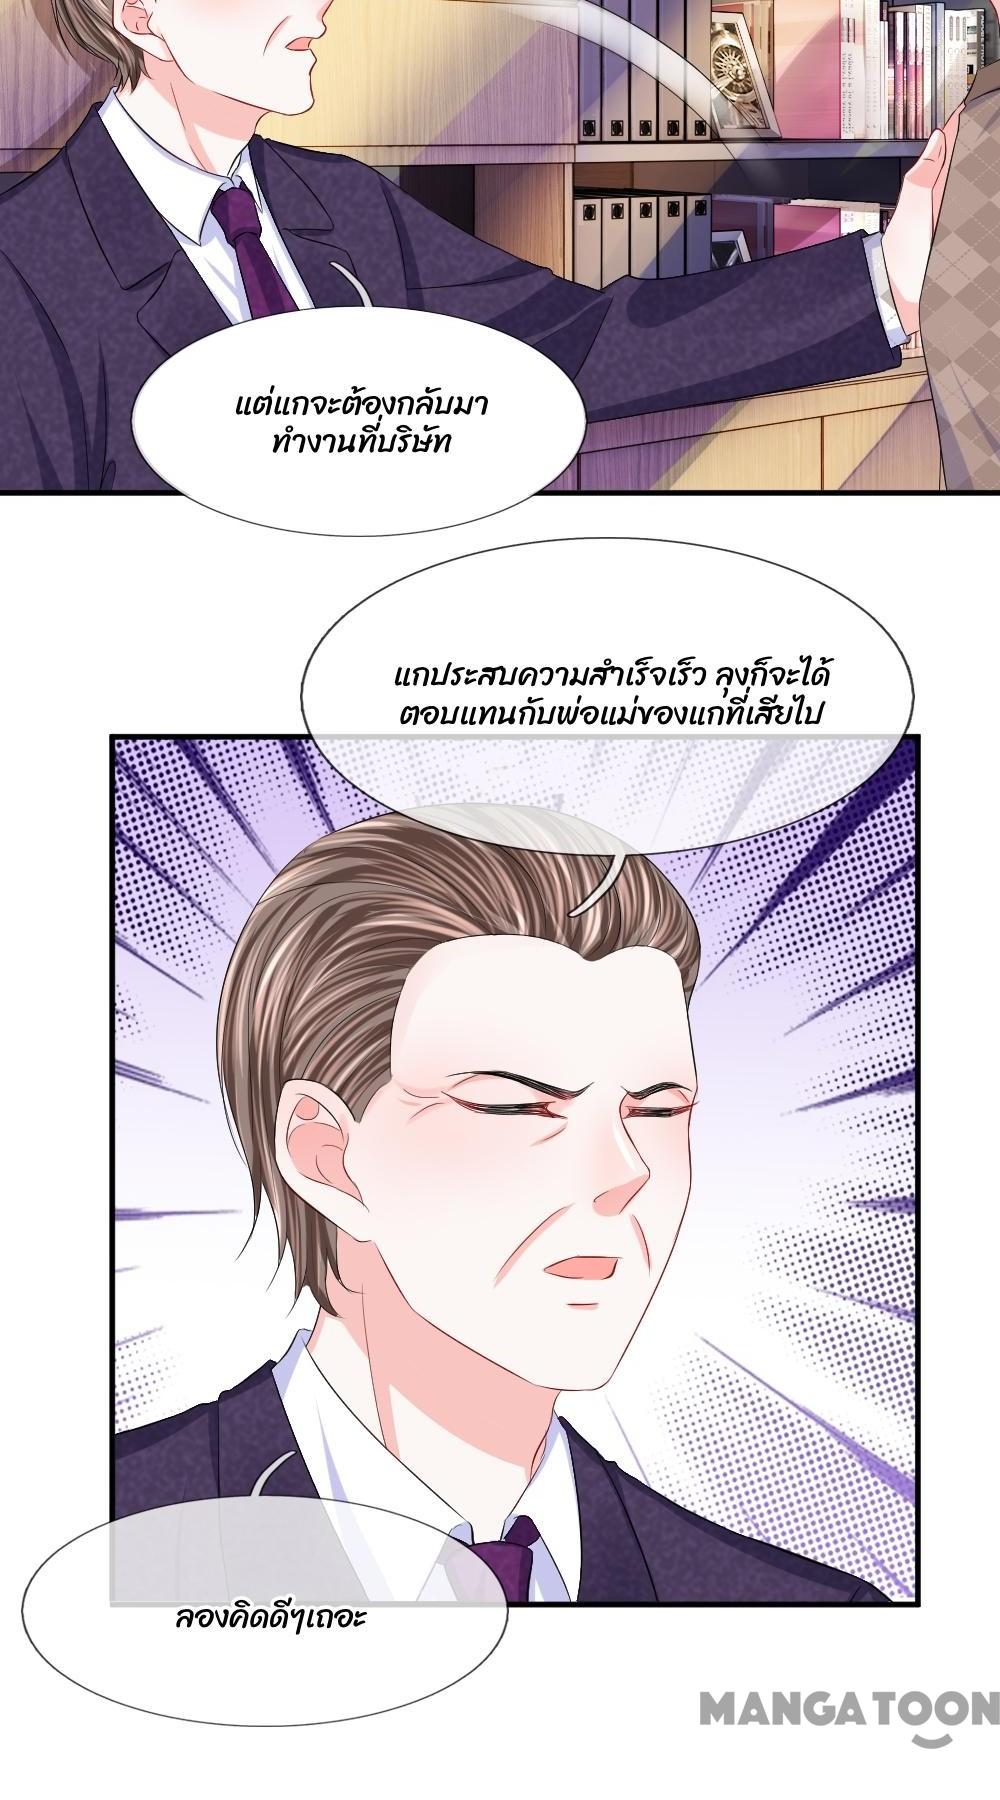 แต่แกจะต้องกลับมา
ทำงานที่บริษัท
แกประสบความสำเร็จเร็ว ลุงก็จะได้
ตอบแทนกับพ่อแม่ของแกที่เสียไป
ลองคิดดีๆเถอะ
MANGATOON